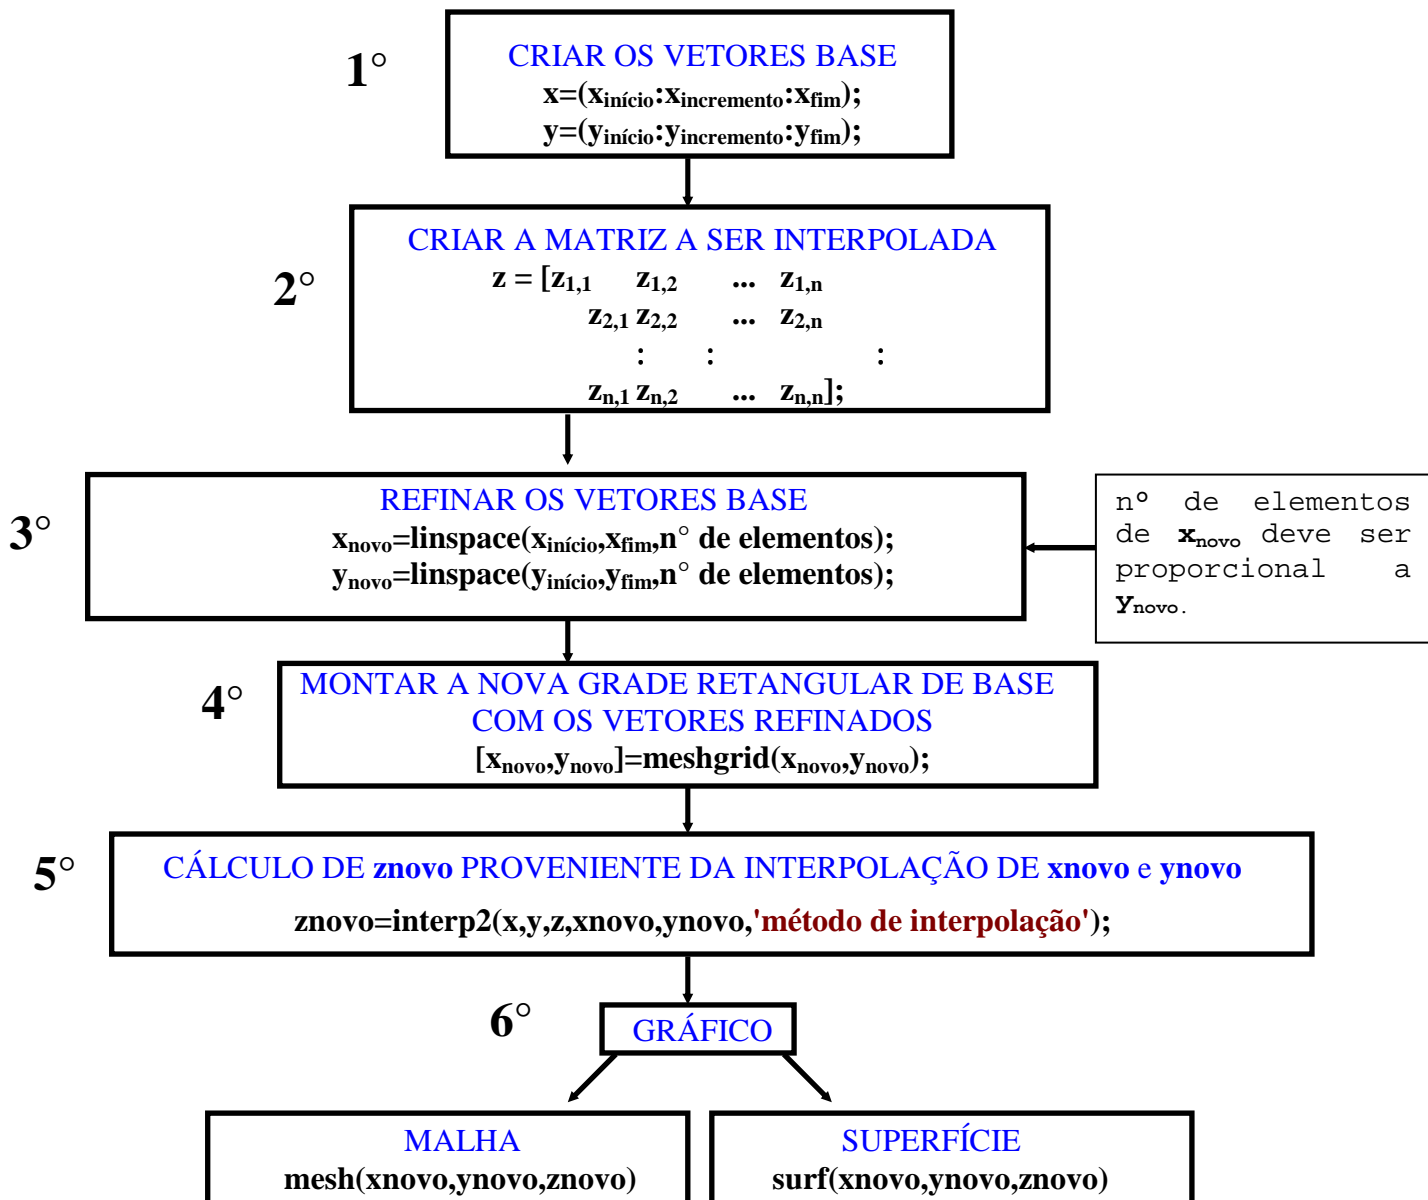 1°
CRIAR OS VETORES BASE
x=(xinício:xincremento:xfim);
y=(yinício:yincremento:yfim);
2°
CRIAR A MATRIZ A SER INTERPOLADA
z = [z1,1 z1,2 ... z1,n
z2,1 z2,2 ... z2,n
: : :
zn,1 zn,2 ... zn,n];
3°
REFINAR OS VETORES BASE
xnovo=linspace(xinício,xfim,n° de elementos);
ynovo=linspace(yinício,yfim,n° de elementos);
nº de elementos
de xnovo deve ser
proporcional a
Ynovo.
4°
MONTAR A NOVA GRADE RETANGULAR DE BASE
COM OS VETORES REFINADOS
[xnovo,ynovo]=meshgrid(xnovo,ynovo);
5°
CÁLCULO DE znovo PROVENIENTE DA INTERPOLAÇÃO DE xnovo e ynovo
znovo=interp2(x,y,z,xnovo,ynovo,'método de interpolação');
6°
GRÁFICO
MALHA
mesh(xnovo,ynovo,znovo)
SUPERFÍCIE
surf(xnovo,ynovo,znovo)